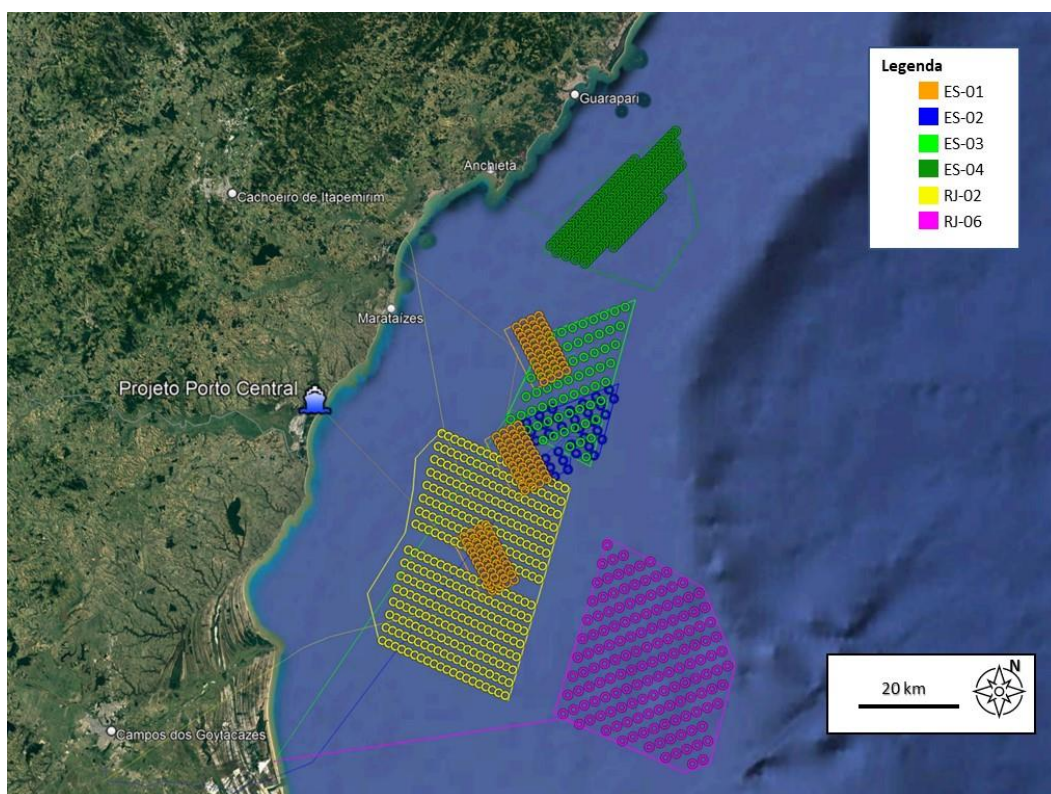 Legenda
ES-01
ES-02
ES-03
ES-04
RJ-02
RJ-06
Guarapari
Anchieta
Cachoeiro de Itapemirim
Marataízes
Projeto Porto Central
N
20 km
Campos dos Goytacazes